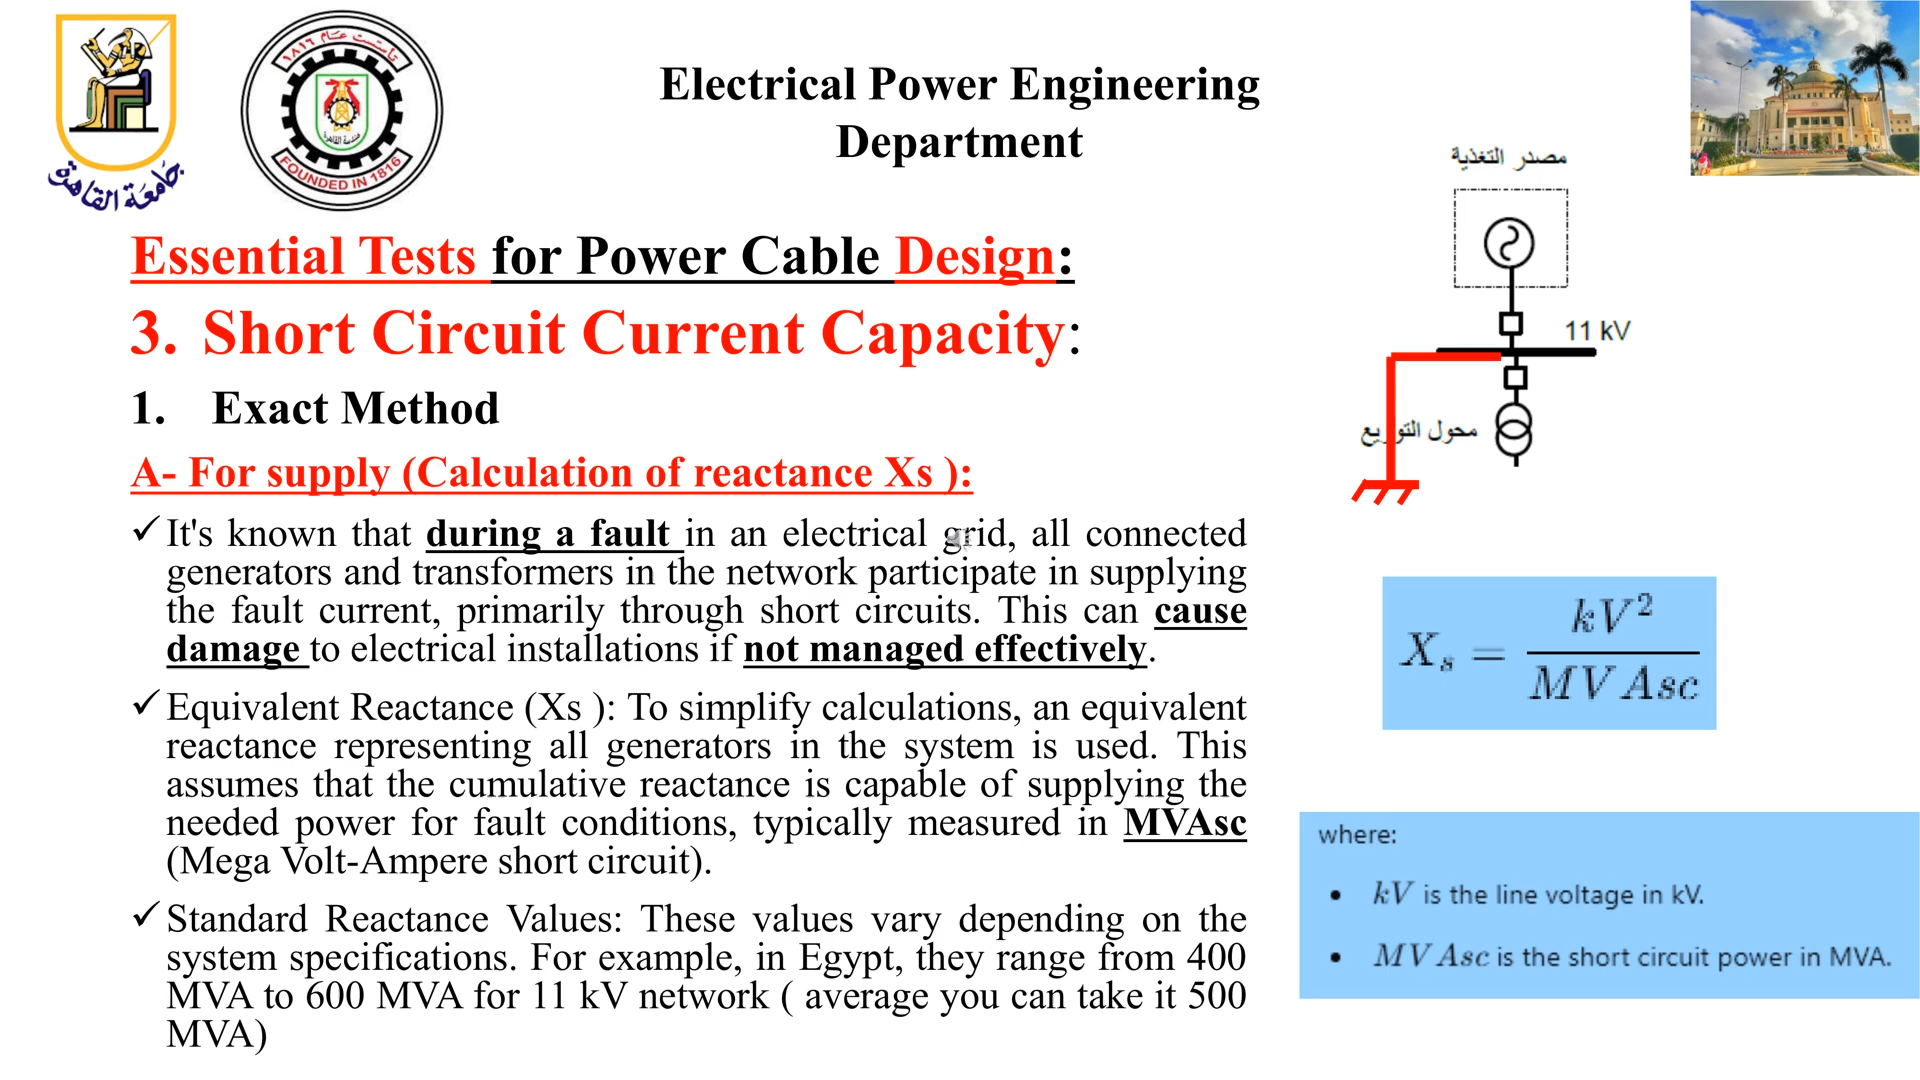 جامعة القاهرة
تأسست عام ١٨١٦
هندسة القاهرة
FOUNDED IN 1816
Electrical Power Engineering
Department
Essential Tests for Power Cable Design:
3. Short Circuit Current Capacity:
1. Exact Method
A- For supply (Calculation of reactance Xs ):
✓ It's known that during a fault in an electrical grid, all connected
generators and transformers in the network participate in supplying
the fault current, primarily through short circuits. This can cause
damage to electrical installations if not managed effectively.
✓ Equivalent Reactance (Xs ): To simplify calculations, an equivalent
reactance representing all generators in the system is used. This
assumes that the cumulative reactance is capable of supplying the
needed power for fault conditions, typically measured in MVAsc
(Mega Volt-Ampere short circuit).
✓ Standard Reactance Values: These values vary depending on the
system specifications. For example, in Egypt, they range from 400
MVA to 600 MVA for 11 kV network ( average you can take it 500
MVA)
مصدر التغذية
11 kV
محول التوزيع
X_s = kV² / MVAsc
where:
• kV is the line voltage in kV.
• MVAsc is the short circuit power in MVA.